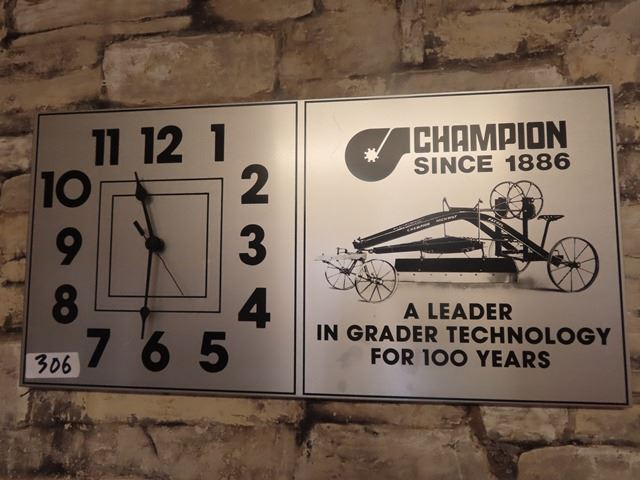 11 12 1
10 2
9 3
8 4
7 6 5
306
CHAMPION
SINCE 1886
A LEADER
IN GRADER TECHNOLOGY
FOR 100 YEARS